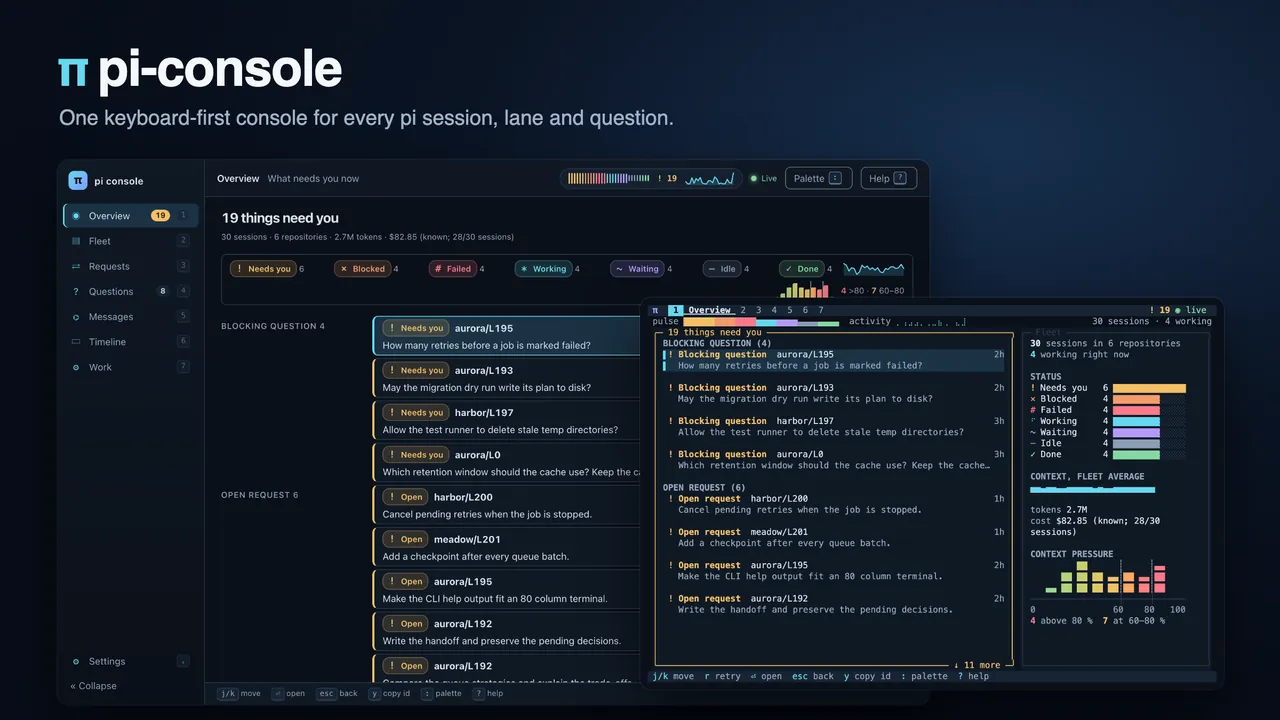 π pi-console
One keyboard-first console for every pi session, lane and question.
π pi console
Overview 19 1
Fleet 2
Requests 3
Questions 8 4
Messages 5
Timeline 6
Work 7
Settings ,
« Collapse
Overview What needs you now
! 19
Live
Palette :
Help ?
19 things need you
30 sessions · 6 repositories · 2.7M tokens · $82.85 (known; 28/30 sessions)
! Needs you 6
× Blocked 4
# Failed 4
✶ Working 4
~ Waiting 4
— Idle 4
✓ Done 4
4 >80 · 7 60–80
BLOCKING QUESTION 4
! Needs you aurora/L195
How many retries before a job is marked failed?
! Needs you aurora/L193
May the migration dry run write its plan to disk?
! Needs you harbor/L197
Allow the test runner to delete stale temp directories?
! Needs you aurora/L0
Which retention window should the cache use? Keep the ca
OPEN REQUEST 6
! Open harbor/L200
Cancel pending retries when the job is stopped.
! Open meadow/L201
Add a checkpoint after every queue batch.
! Open aurora/L195
Make the CLI help output fit an 80 column terminal.
! Open aurora/L192
Write the handoff and preserve the pending decisions.
! Open aurora/L192
j/k move ⏎ open esc back y copy id : palette ? help
π 1 Overview 2 3 4 5 6 7 ! 19 ◉ live
pulse activity 30 sessions · 4 working
19 things need you
BLOCKING QUESTION (4)
! Blocking question aurora/L195 2h
How many retries before a job is marked failed?
! Blocking question aurora/L193 2h
May the migration dry run write its plan to disk?
! Blocking question harbor/L197 3h
Allow the test runner to delete stale temp directories?
! Blocking question aurora/L0 3h
Which retention window should the cache use? Keep the cache…
OPEN REQUEST (6)
! Open request harbor/L200 1h
Cancel pending retries when the job is stopped.
! Open request meadow/L201 1h
Add a checkpoint after every queue batch.
! Open request aurora/L195 2h
Make the CLI help output fit an 80 column terminal.
! Open request aurora/L192 2h
Write the handoff and preserve the pending decisions.
↓ 11 more
Fleet
30 sessions in 6 repositories
4 working right now
STATUS
! Needs you 6
× Blocked 4
# Failed 4
Working 4
~ Waiting 4
— Idle 4
✓ Done 4
CONTEXT, FLEET AVERAGE
tokens 2.7M
cost $82.85 (known; 28/30
sessions)
CONTEXT PRESSURE
0 60 80 100
4 above 80 % 7 at 60–80 %
j/k move r retry ⏎ open esc back y copy id : palette ? help